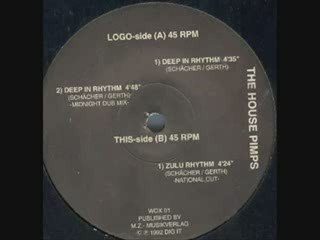 LOGO-side (A) 45 RPM
1) DEEP IN RHYTHM 4'35"
(SCHÄCHER / GERTH)
2) DEEP IN RHYTHM 4'48"
(SCHÄCHER / GERTH)
-MIDNIGHT DUB MIX-
THE HOUSE PIMPS
THIS-side (B) 45 RPM
1) ZULU RHYTHM 4'24"
(SCHÄCHER / GERTH)
-NATIONAL CUT-
WOX 01
PUBLISHED BY
M.Z.- MUSIKVERLAG
© ℗ 1992 DIG IT